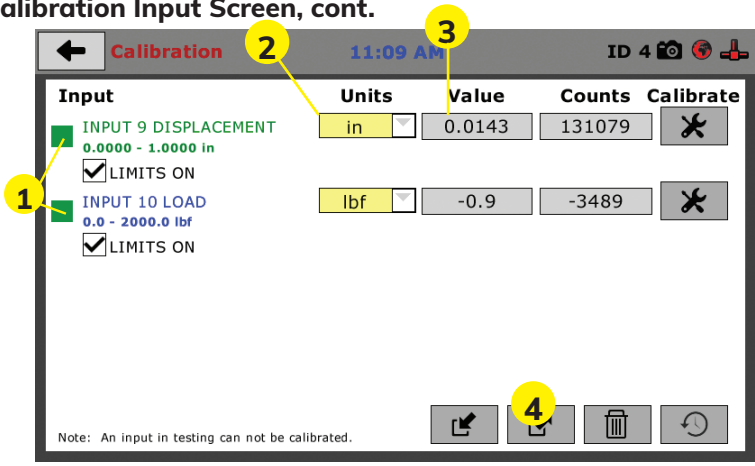 alibration Input Screen, cont.
Calibration 11:09 AM ID 4
Input Units Value Counts Calibrate
INPUT 9 DISPLACEMENT in 0.0143 131079
0.0000 - 1.0000 in
LIMITS ON
INPUT 10 LOAD lbf -0.9 -3489
0.0 - 2000.0 lbf
LIMITS ON
Note: An input in testing can not be calibrated.
1
2
3
4